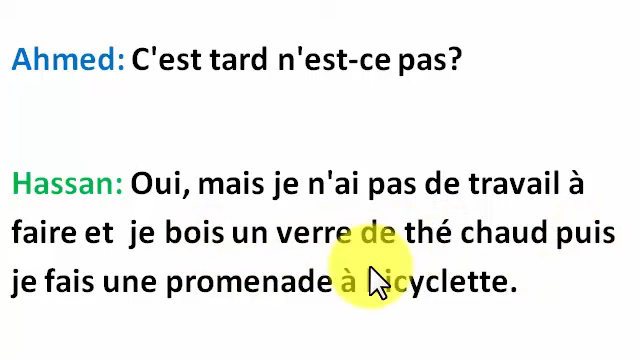 Ahmed: C'est tard n'est-ce pas?
Hassan: Oui, mais je n'ai pas de travail à
faire et je bois un verre de thé chaud puis
je fais une promenade à bicyclette.